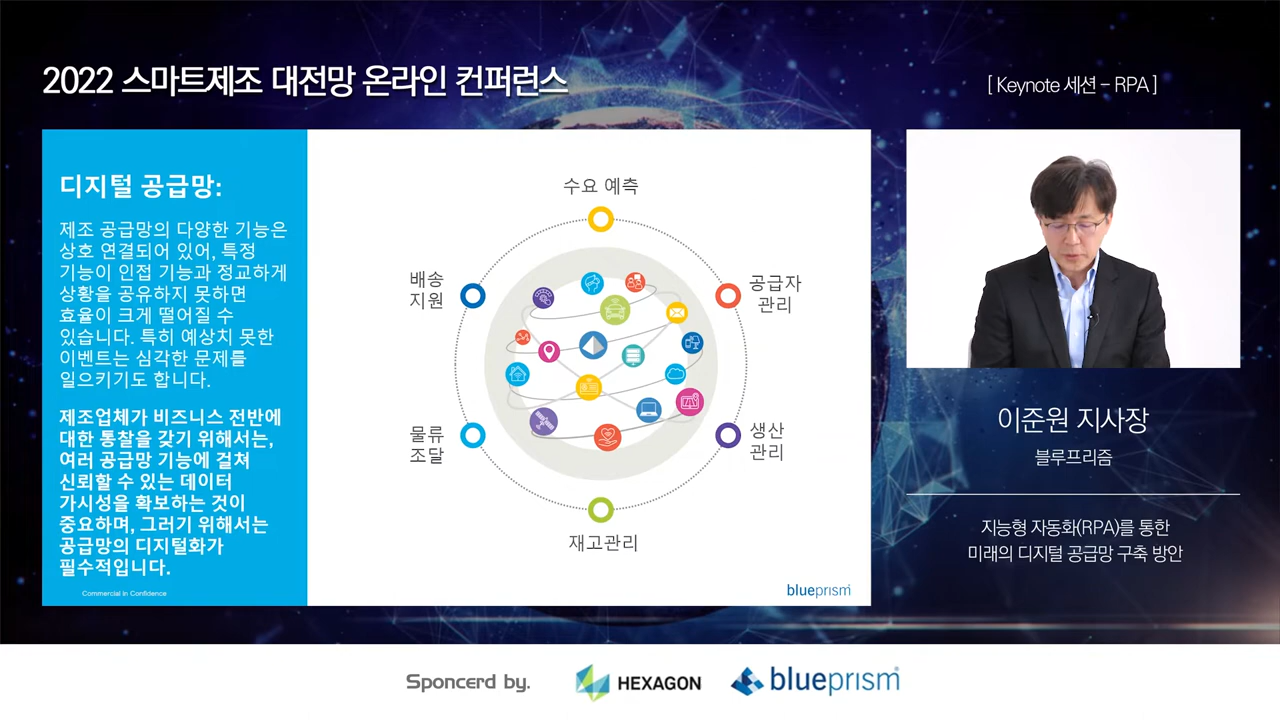 2022 스마트제조 대전망 온라인 컨퍼런스
[ Keynote 세션 – RPA ]
디지털 공급망:
제조 공급망의 다양한 기능은
상호 연결되어 있어, 특정
기능이 인접 기능과 정교하게
상황을 공유하지 못하면
효율이 크게 떨어질 수
있습니다. 특히 예상치 못한
이벤트는 심각한 문제를
일으키기도 합니다.
제조업체가 비즈니스 전반에
대한 통찰을 갖기 위해서는,
여러 공급망 기능에 걸쳐
신뢰할 수 있는 데이터
가시성을 확보하는 것이
중요하며, 그러기 위해서는
공급망의 디지털화가
필수적입니다.
Commercial in Confidence
수요 예측
배송
지원
공급자
관리
물류
조달
생산
관리
재고관리
blueprism
이준원 지사장
블루프리즘
지능형 자동화(RPA)를 통한
미래의 디지털 공급망 구축 방안
Sponcerd by.
HEXAGON
blueprism